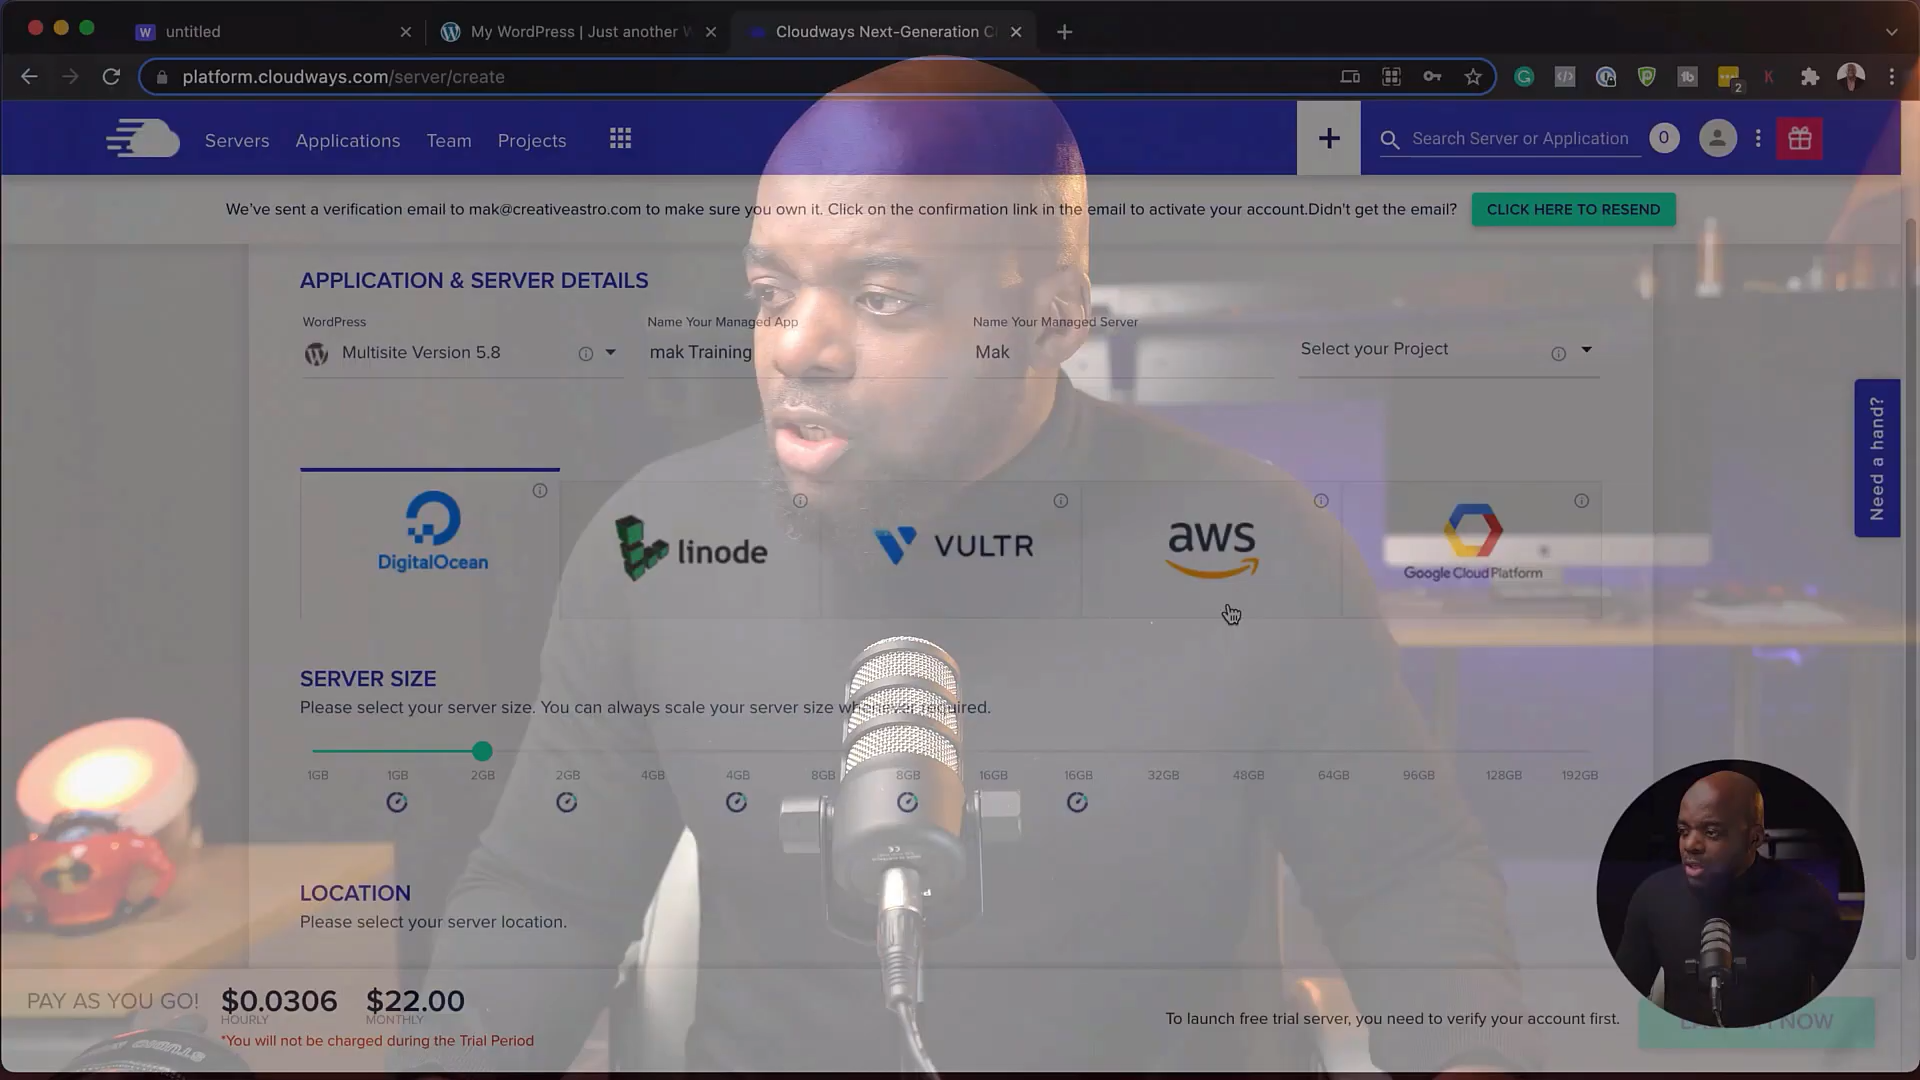 untitled
My WordPress | Just another W
Cloudways Next-Generation C
platform.cloudways.com/server/create
2
Servers
Applications
Team
Projects
+
Search Server or Application
0
We've sent a verification email to mak@creativeastro.com to make sure you own it. Click on the confirmation link in the email to activate your account.Didn't get the email?
CLICK HERE TO RESEND
APPLICATION & SERVER DETAILS
WordPress
Name Your Managed App
Name Your Managed Server
Multisite Version 5.8
mak Training
Mak
Select your Project
Need a hand?
DigitalOcean
linode
VULTR
aws
Google Cloud Platform
SERVER SIZE
Please select your server size. You can always scale your server size required.
1GB 1GB 2GB 2GB 4GB 4GB 8GB 8GB 16GB 16GB 32GB 48GB 64GB 96GB 128GB 192GB
LOCATION
Please select your server location.
PAY AS YOU GO!
$0.0306
$22.00
HOURLY
MONTHLY
*You will not be charged during the Trial Period
To launch free trial server, you need to verify your account first.
NOW